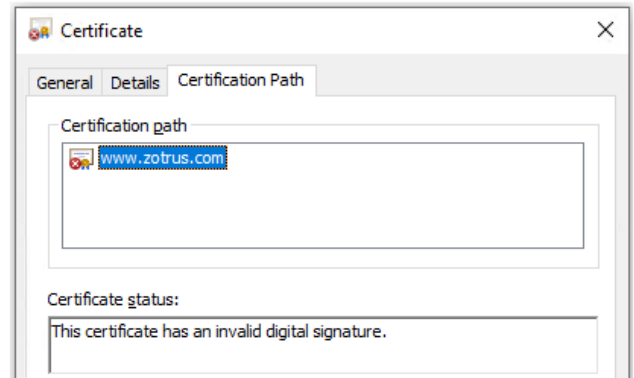 Certificate
General Details Certification Path
Certification path
www.zotrus.com
Certificate status:
This certificate has an invalid digital signature.